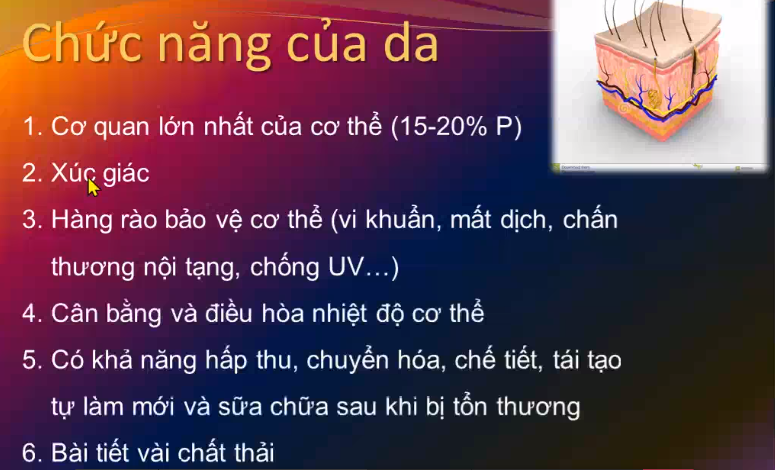 Chức năng của da
1. Cơ quan lớn nhất của cơ thể (15-20% P)
2. Xúc giác
3. Hàng rào bảo vệ cơ thể (vi khuẩn, mất dịch, chấn
thương nội tạng, chống UV…)
4. Cân bằng và điều hòa nhiệt độ cơ thể
5. Có khả năng hấp thu, chuyển hóa, chế tiết, tái tạo
tự làm mới và sữa chữa sau khi bị tổn thương
6. Bài tiết vài chất thải